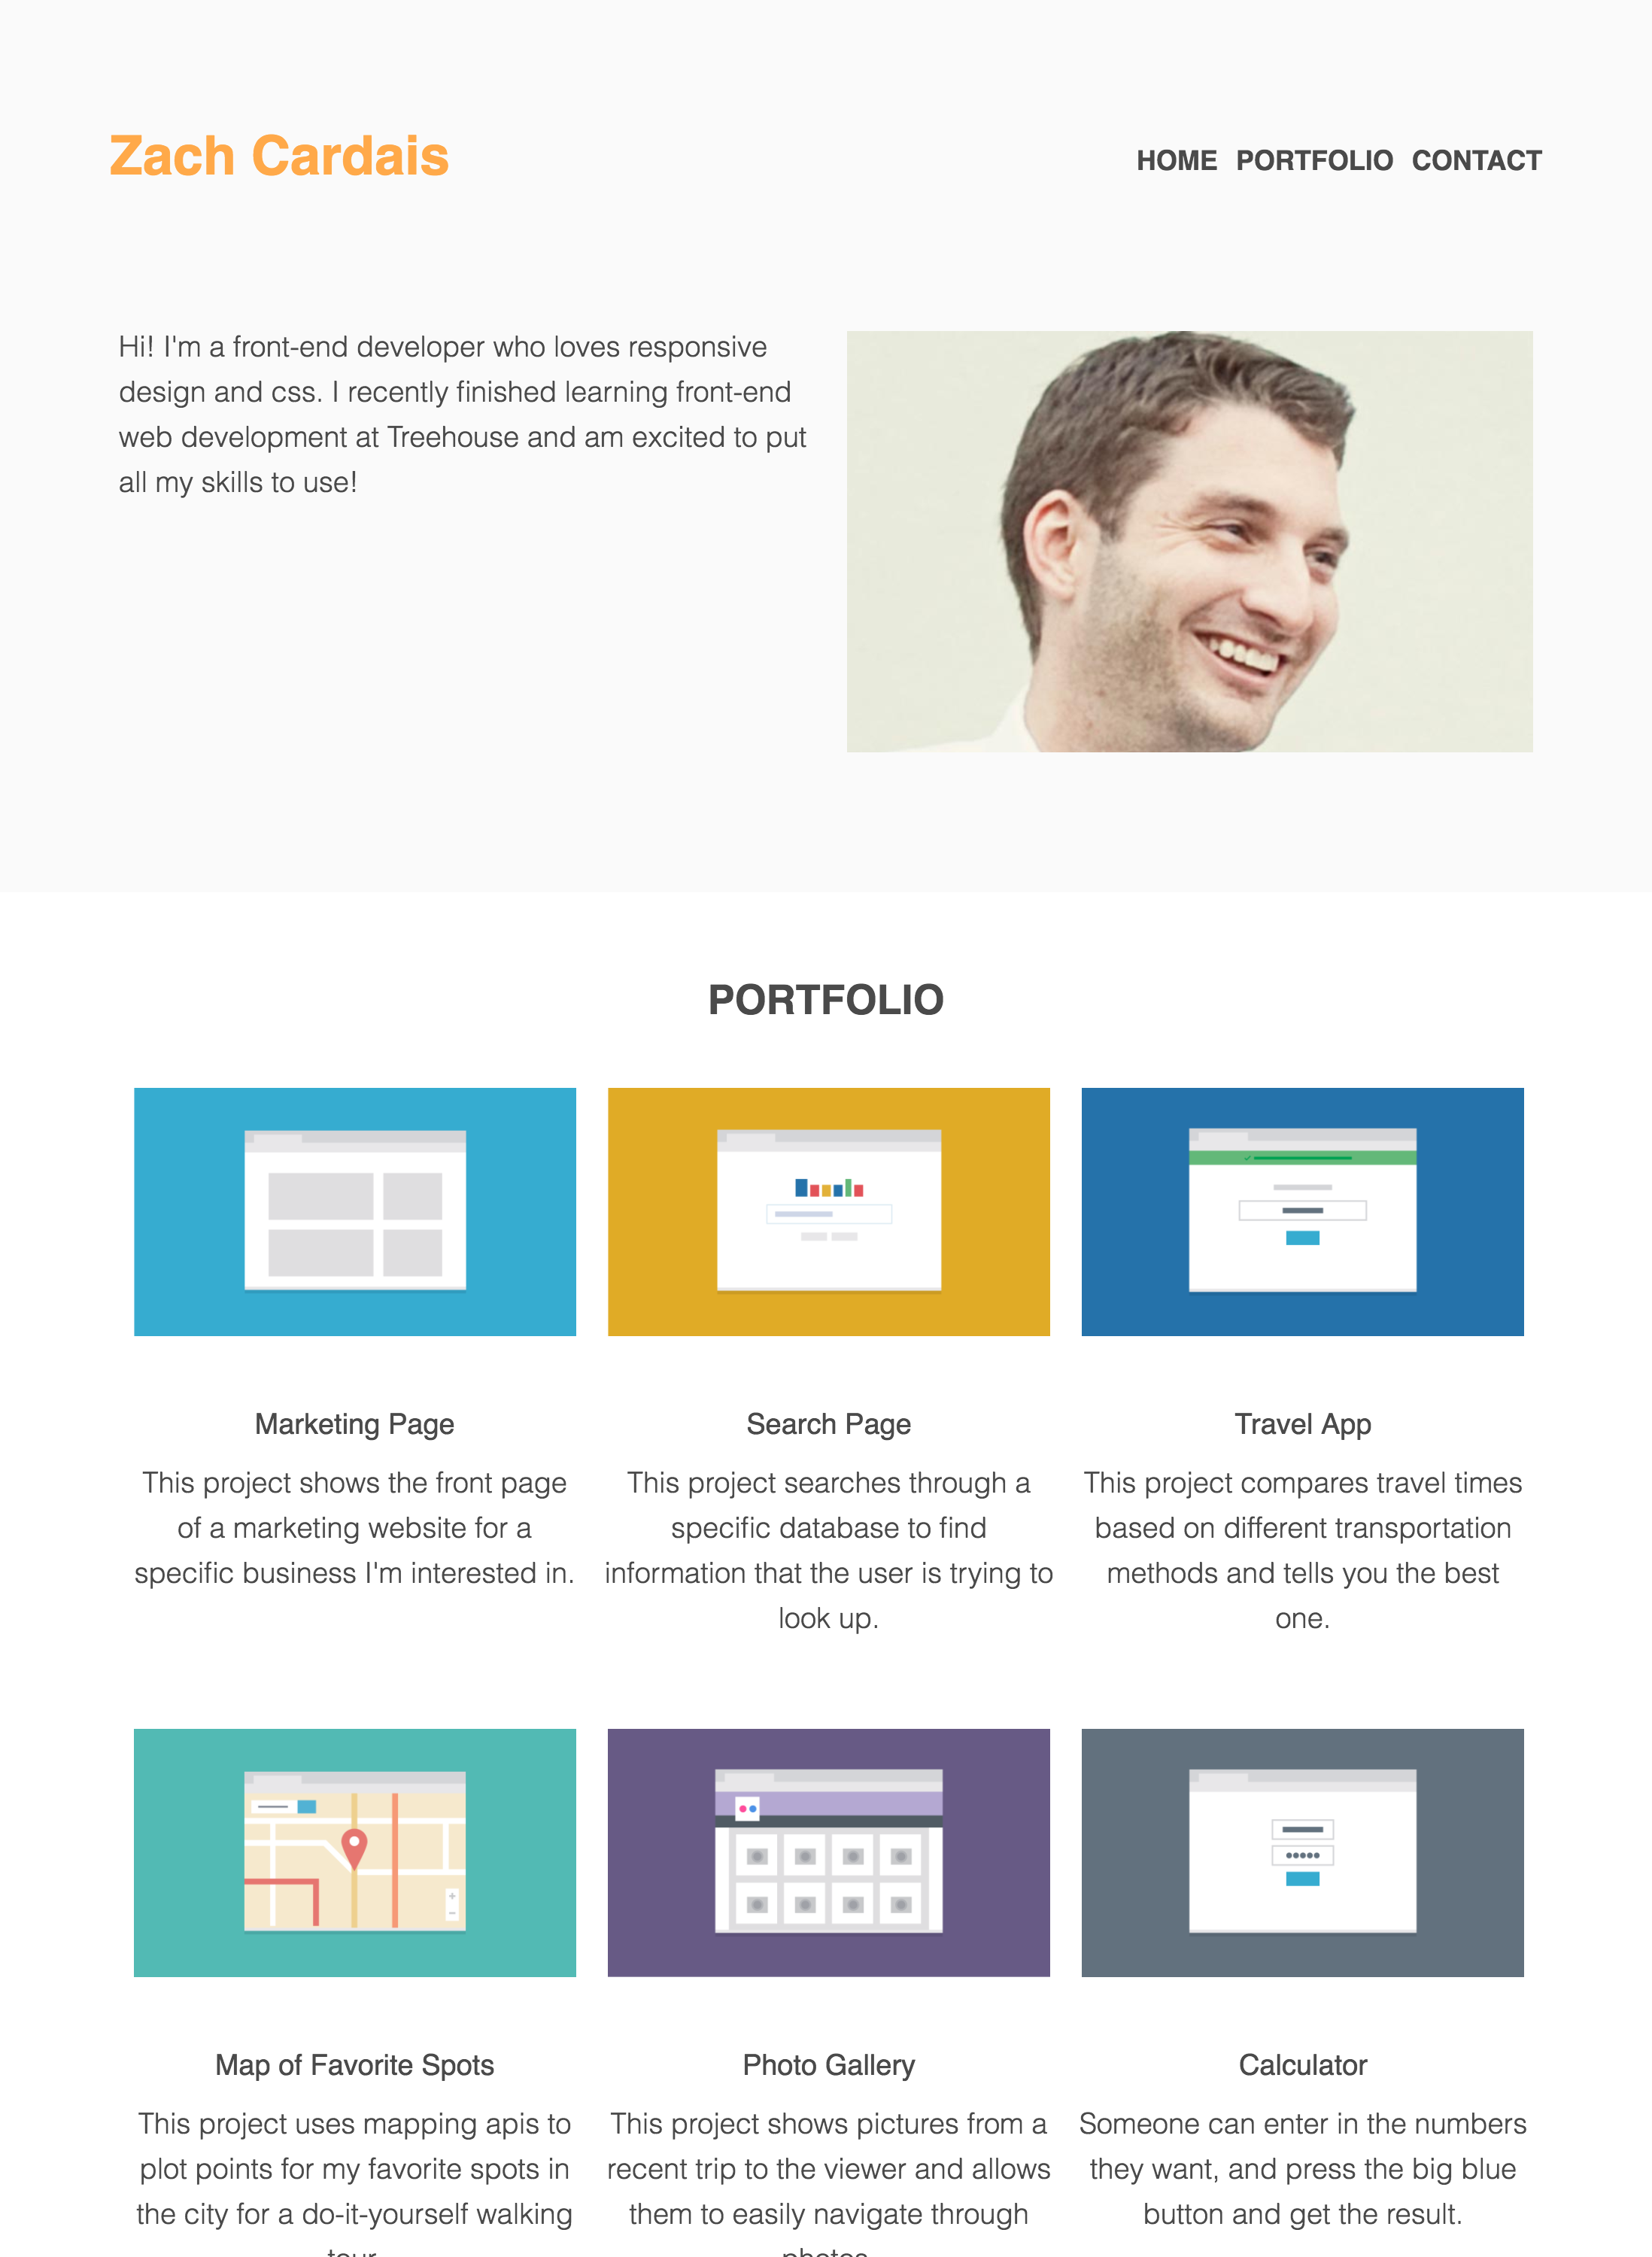 Zach Cardais
HOME PORTFOLIO CONTACT
Hi! I'm a front-end developer who loves responsive
design and css. I recently finished learning front-end
web development at Treehouse and am excited to put
all my skills to use!
PORTFOLIO
Marketing Page
This project shows the front page
of a marketing website for a
specific business I'm interested in.
Search Page
This project searches through a
specific database to find
information that the user is trying to
look up.
Travel App
This project compares travel times
based on different transportation
methods and tells you the best
one.
Map of Favorite Spots
This project uses mapping apis to
plot points for my favorite spots in
the city for a do-it-yourself walking
tour.
Photo Gallery
This project shows pictures from a
recent trip to the viewer and allows
them to easily navigate through
photos.
Calculator
Someone can enter in the numbers
they want, and press the big blue
button and get the result.